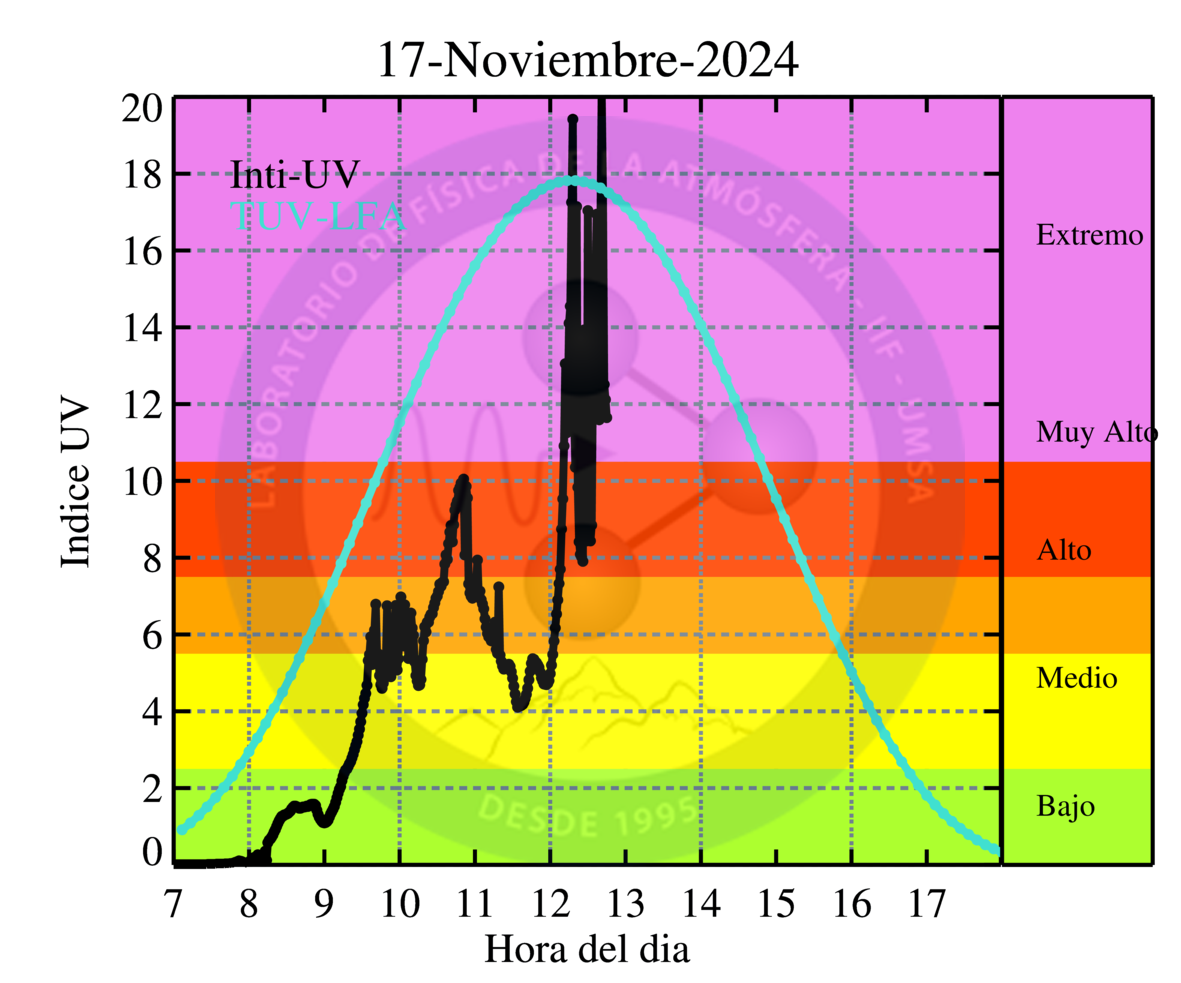 17-Noviembre-2024
Inti-UV
TUV-LFA
Indice UV
20
18
16
14
12
10
8
6
4
2
0
7 8 9 10 11 12 13 14 15 16 17
Hora del dia
Extremo
Muy Alto
Alto
Medio
Bajo
LABORATORIO DE FÍSICA DE LA ATMÓSFERA - IIF - UMSA
DESDE 1995